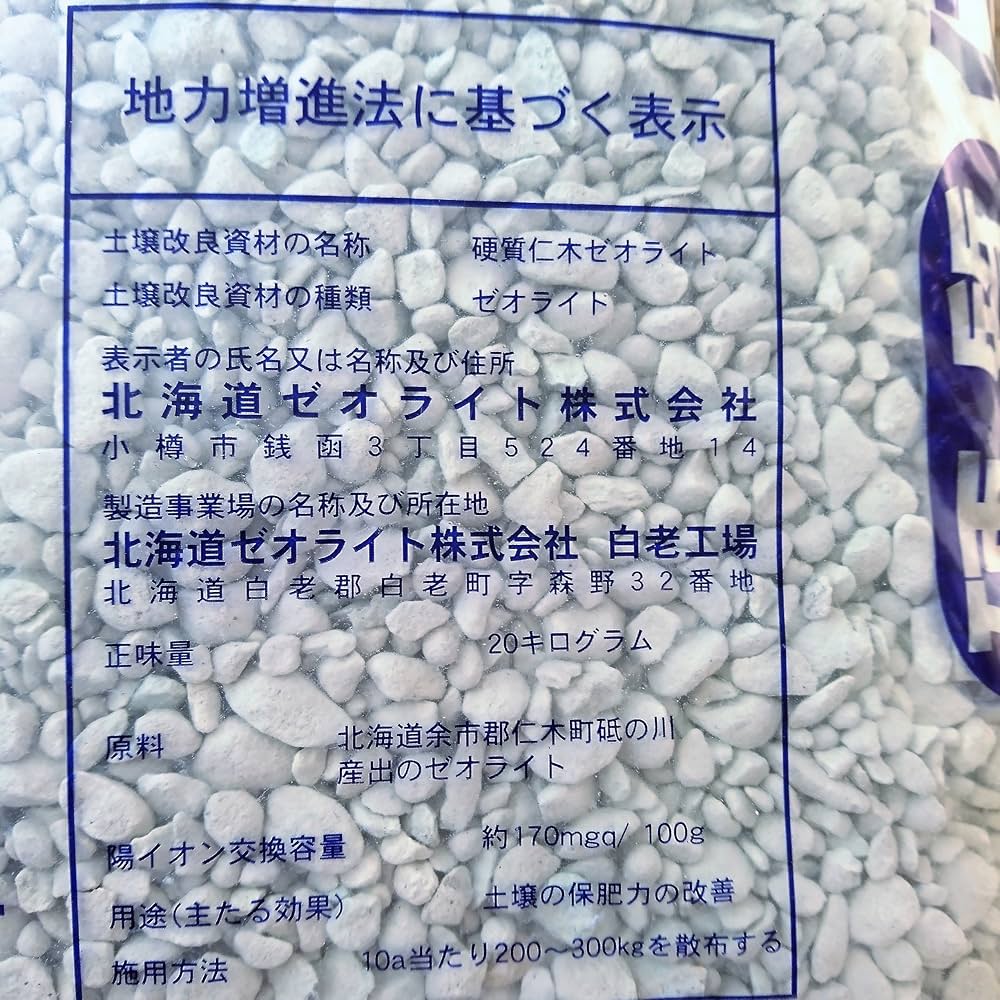 地力増進法に基づく表示
土壌改良資材の名称 硬質仁木ゼオライト
土壌改良資材の種類 ゼオライト
表示者の氏名又は名称及び住所
北海道ゼオライト株式会社
小樽市銭函3丁目524番地14
製造事業場の名称及び所在地
北海道ゼオライト株式会社 白老工場
北海道白老郡白老町字森野32番地
正味量 20キログラム
原料 北海道余市郡仁木町砥の川
産出のゼオライト
陽イオン交換容量 約170mgq/ 100g
用途(主たる効果) 土壌の保肥力の改善
施用方法 10a当たり200～300kgを散布する